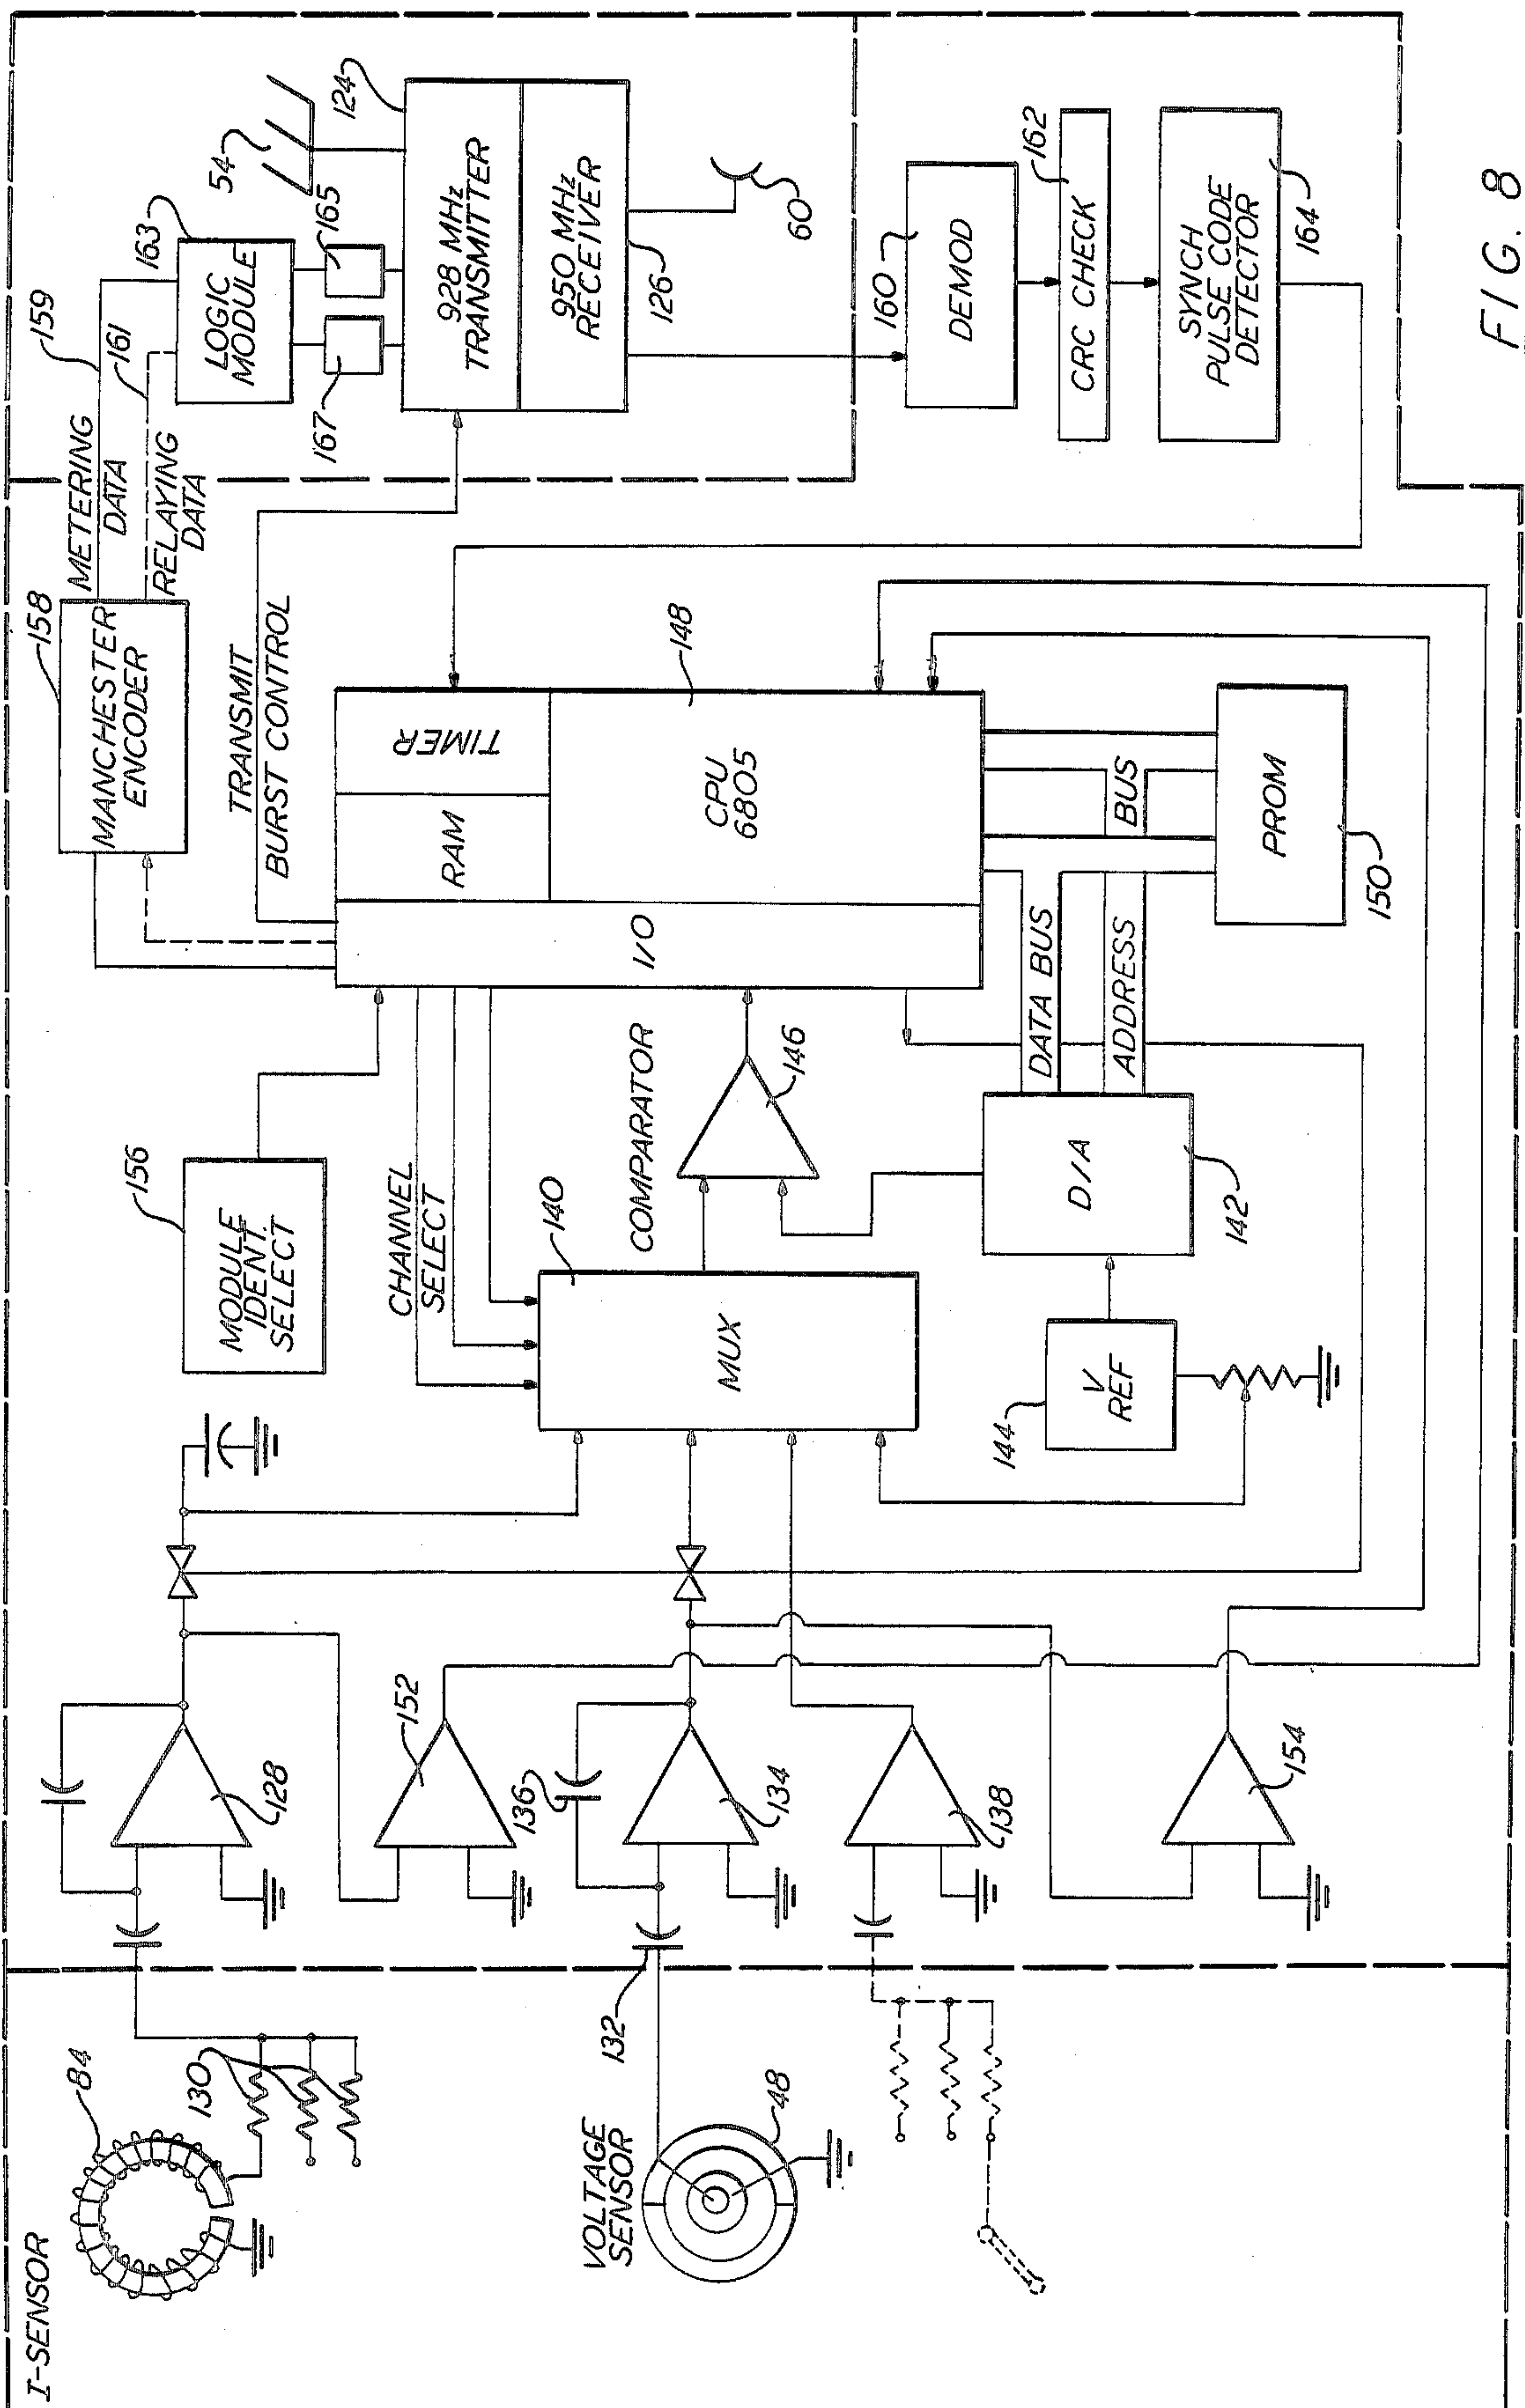 I-SENSOR
84
130
128
152
VOLTAGE
SENSOR
48
132
136
134
138
154
MODULE
IDENT.
SELECT
156
CHANNEL
SELECT
MUX
140
COMPARATOR
146
V
REF
144
D/A
142
DATA BUS
ADDRESS
BUS
PROM
150
I/O
RAM
TIMER
CPU
6805
148
MANCHESTER
ENCODER
158
TRANSMIT
BURST CONTROL
METERING
DATA
159
RELAYING
DATA
161
LOGIC
MODULE
163
165
167
54
928 MHz
TRANSMITTER
124
950 MHz
RECEIVER
126
60
DEMOD
160
CRC CHECK
162
SYNCH
PULSE CODE
DETECTOR
164
FIG. 8